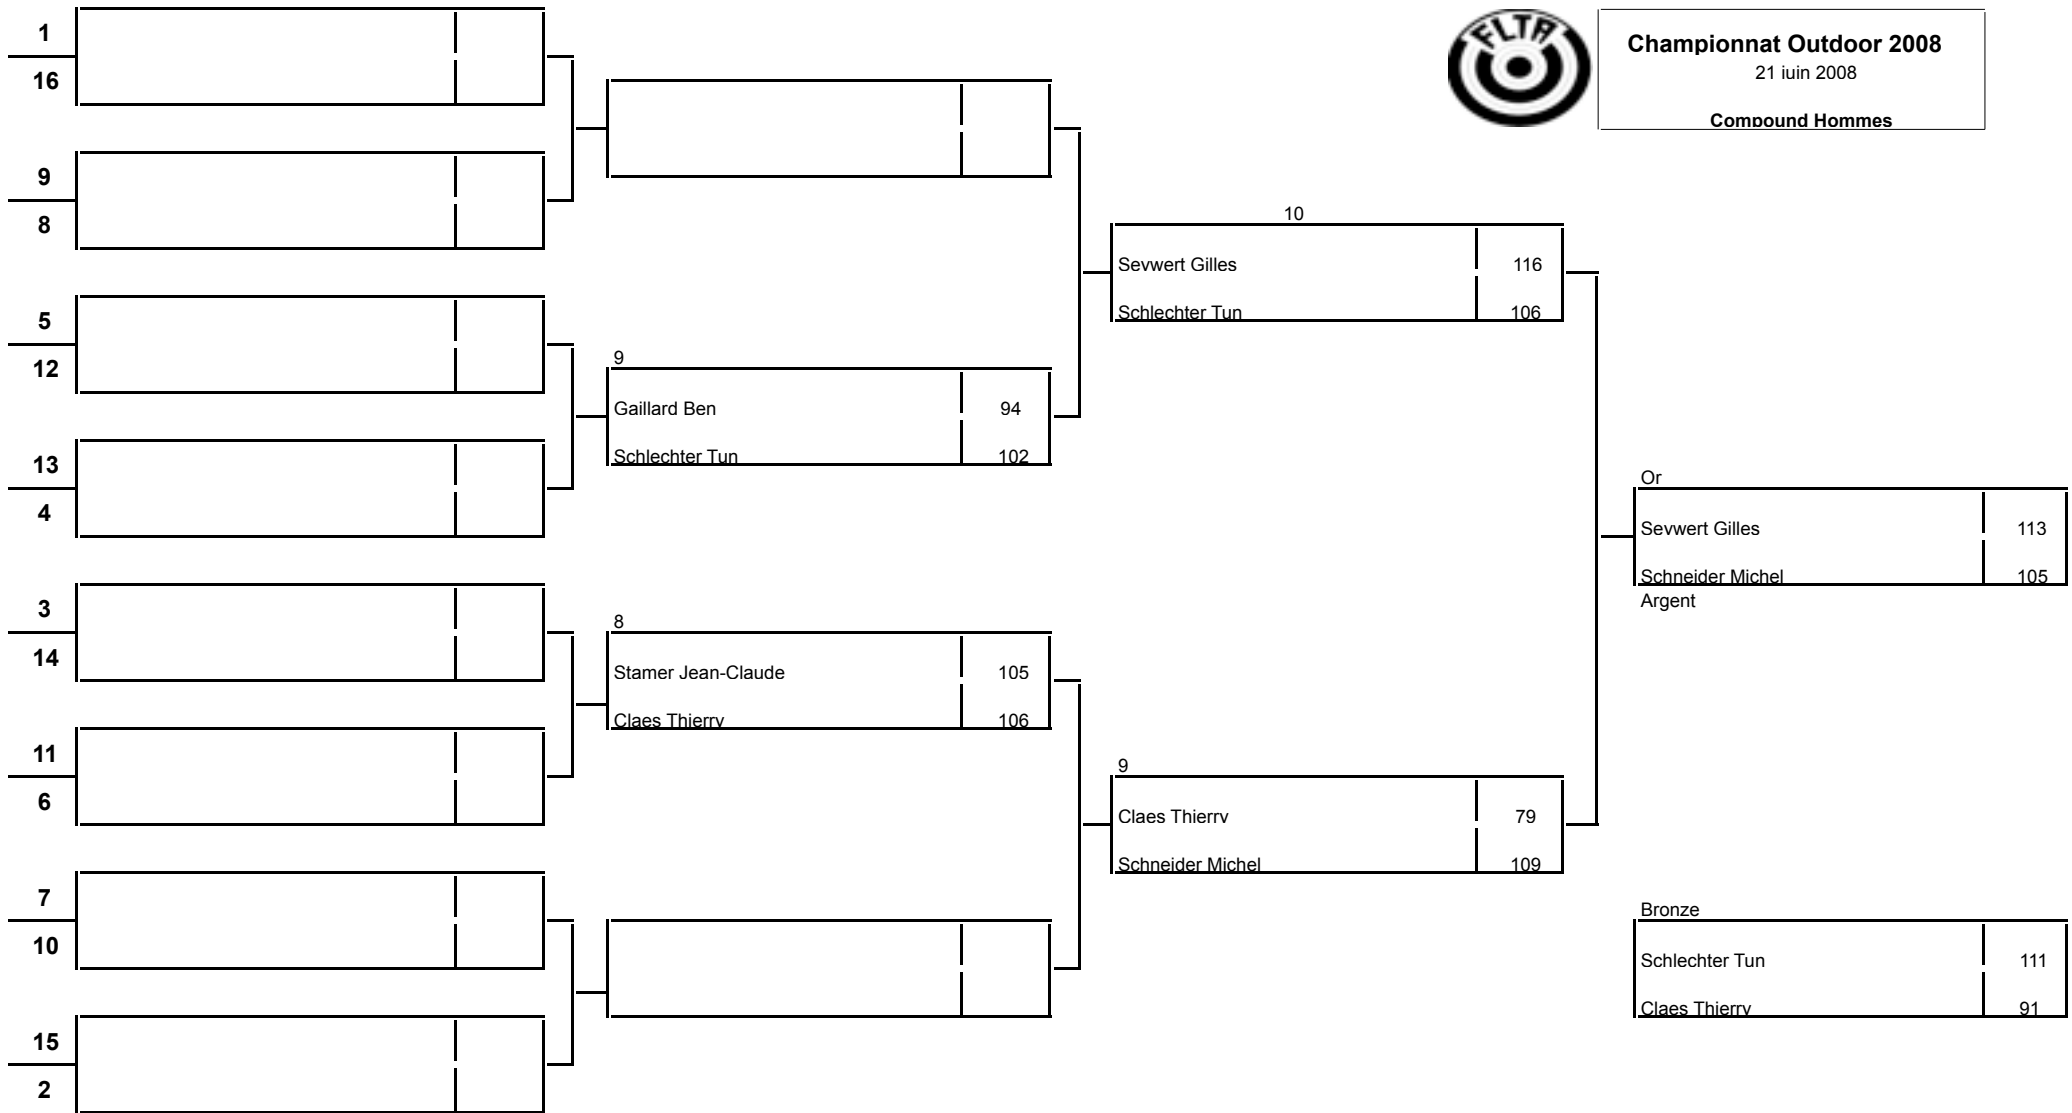 1
16
9
8
5
12
13
4
3
14
11
6
7
10
15
2
9
Gaillard Ben 94
Schlechter Tun 102
8
Stamer Jean-Claude 105
Claes Thierry 106
10
Seywert Gilles 116
Schlechter Tun 106
9
Claes Thierry 79
Schneider Michel 109
FLTA
Championnat Outdoor 2008
21 juin 2008
Compound Hommes
Or
Seywert Gilles 113
Schneider Michel 105
Argent
Bronze
Schlechter Tun 111
Claes Thierry 91